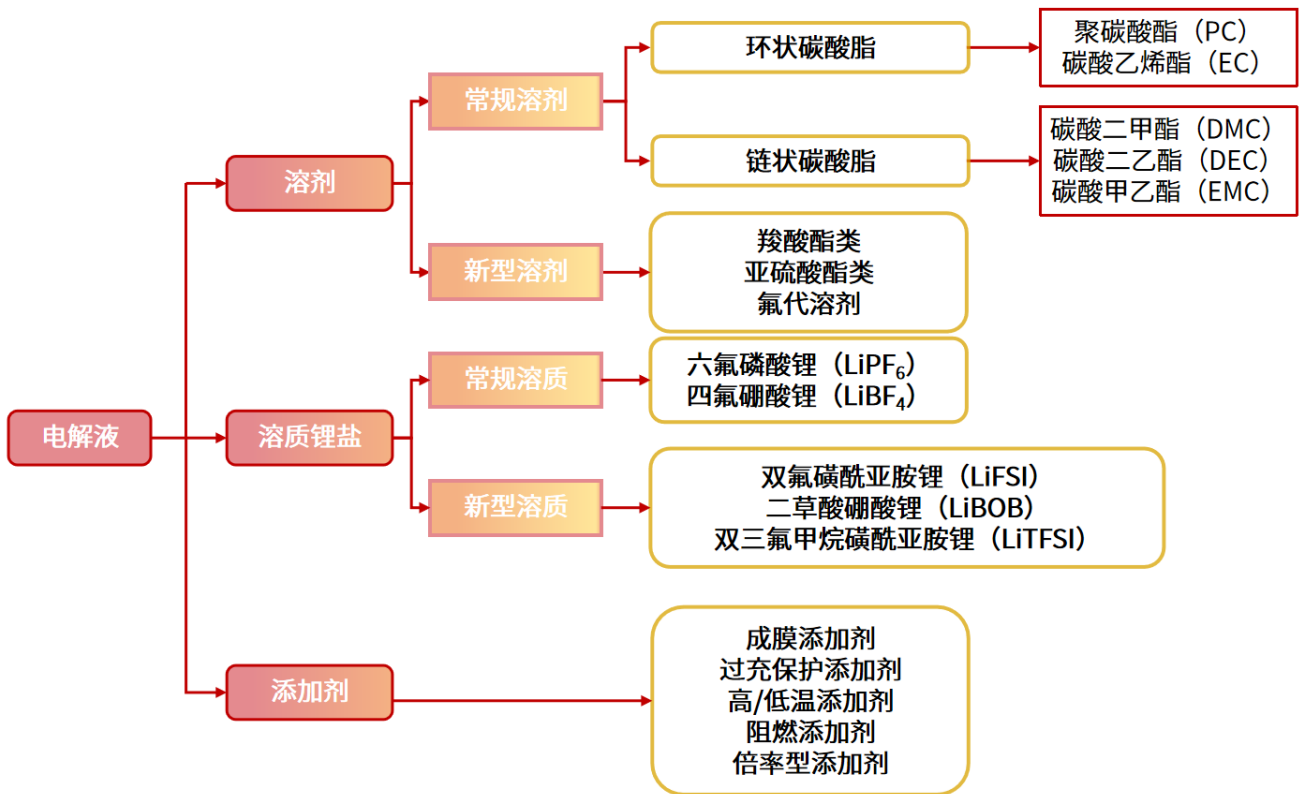 电解液
溶剂
常规溶剂
环状碳酸脂
聚碳酸酯（PC）
碳酸乙烯酯（EC）
链状碳酸脂
碳酸二甲酯（DMC）
碳酸二乙酯（DEC）
碳酸甲乙酯（EMC）
新型溶剂
羧酸酯类
亚硫酸酯类
氟代溶剂
溶质锂盐
常规溶质
六氟磷酸锂（LiPF₆）
四氟硼酸锂（LiBF₄）
新型溶质
双氟磺酰亚胺锂（LiFSI）
二草酸硼酸锂（LiBOB）
双三氟甲烷磺酰亚胺锂（LiTFSI）
添加剂
成膜添加剂
过充保护添加剂
高/低温添加剂
阻燃添加剂
倍率型添加剂